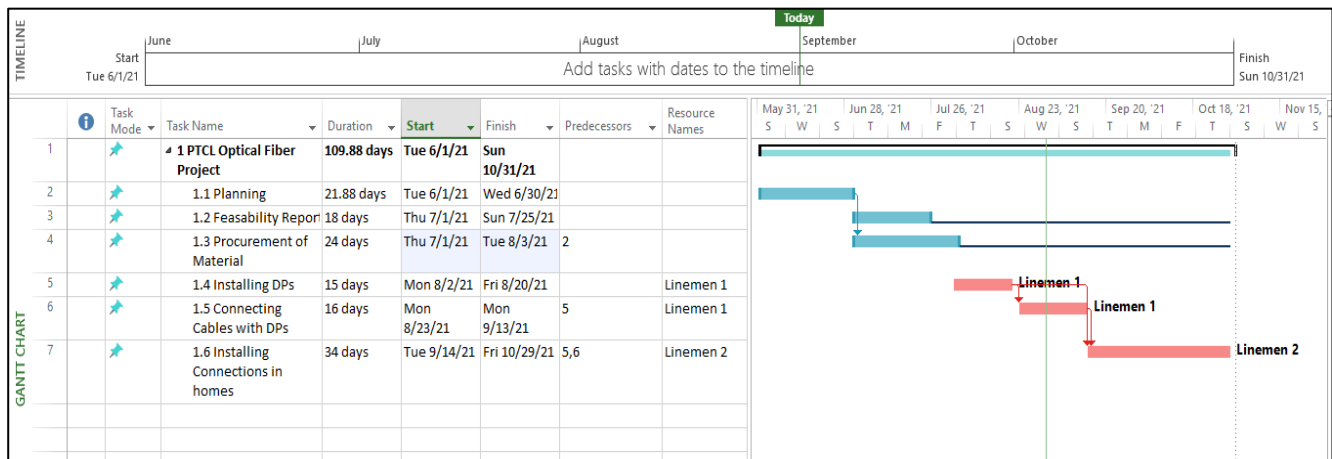 Today
TIMELINE
June July August September October
Start
Tue 6/1/21
Add tasks with dates to the timeline
Finish
Sun 10/31/21
GANTT CHART
Task Mode Task Name Duration Start Finish Predecessors Resource Names
May 31, '21 Jun 28, '21 Jul 26, '21 Aug 23, '21 Sep 20, '21 Oct 18, '21 Nov 15,
S W S T M F T S W S T M F T S W S
1 1 PTCL Optical Fiber Project 109.88 days Tue 6/1/21 Sun 10/31/21
2 1.1 Planning 21.88 days Tue 6/1/21 Wed 6/30/21
3 1.2 Feasability Report 18 days Thu 7/1/21 Sun 7/25/21
4 1.3 Procurement of Material 24 days Thu 7/1/21 Tue 8/3/21 2
5 1.4 Installing DPs 15 days Mon 8/2/21 Fri 8/20/21 Linemen 1
Linemen 1
6 1.5 Connecting Cables with DPs 16 days Mon 8/23/21 Mon 9/13/21 5 Linemen 1
Linemen 1
7 1.6 Installing Connections in homes 34 days Tue 9/14/21 Fri 10/29/21 5,6 Linemen 2
Linemen 2